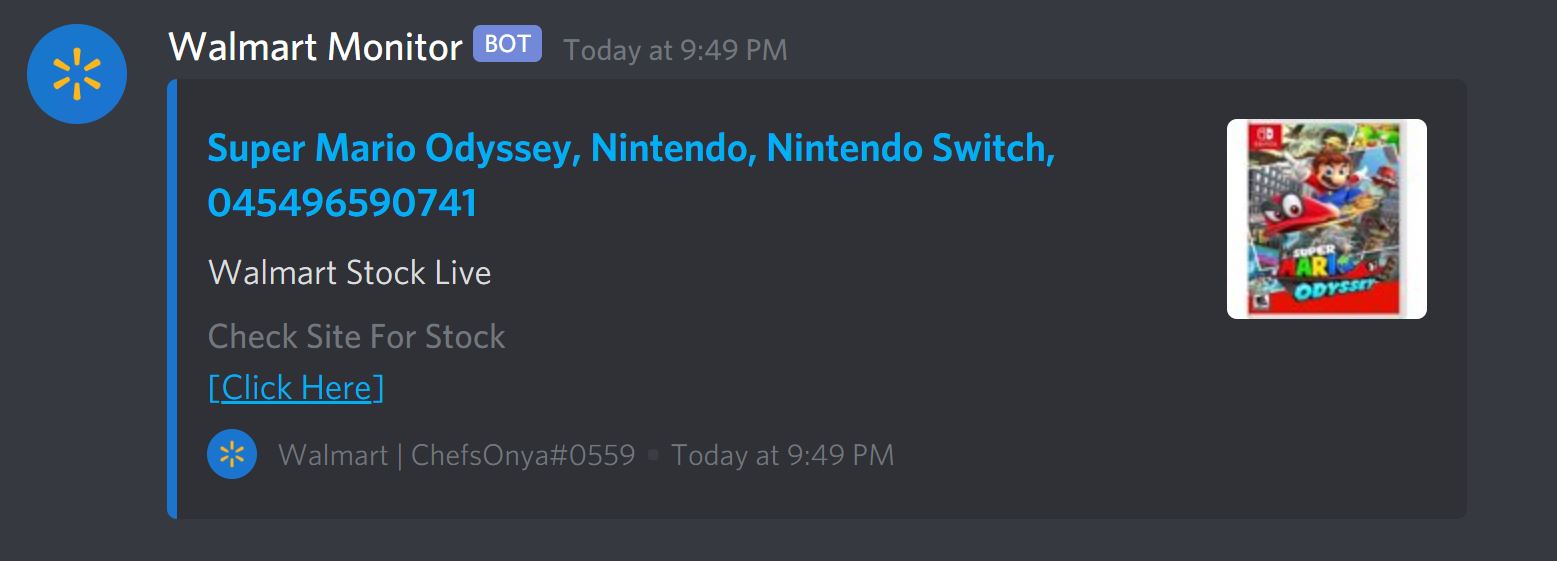 Walmart Monitor BOT Today at 9:49 PM
Super Mario Odyssey, Nintendo, Nintendo Switch,
045496590741
Walmart Stock Live
Check Site For Stock
[Click Here]
Walmart | ChefsOnya#0559 ▪ Today at 9:49 PM
SUPER
MARIO
ODYSSEY